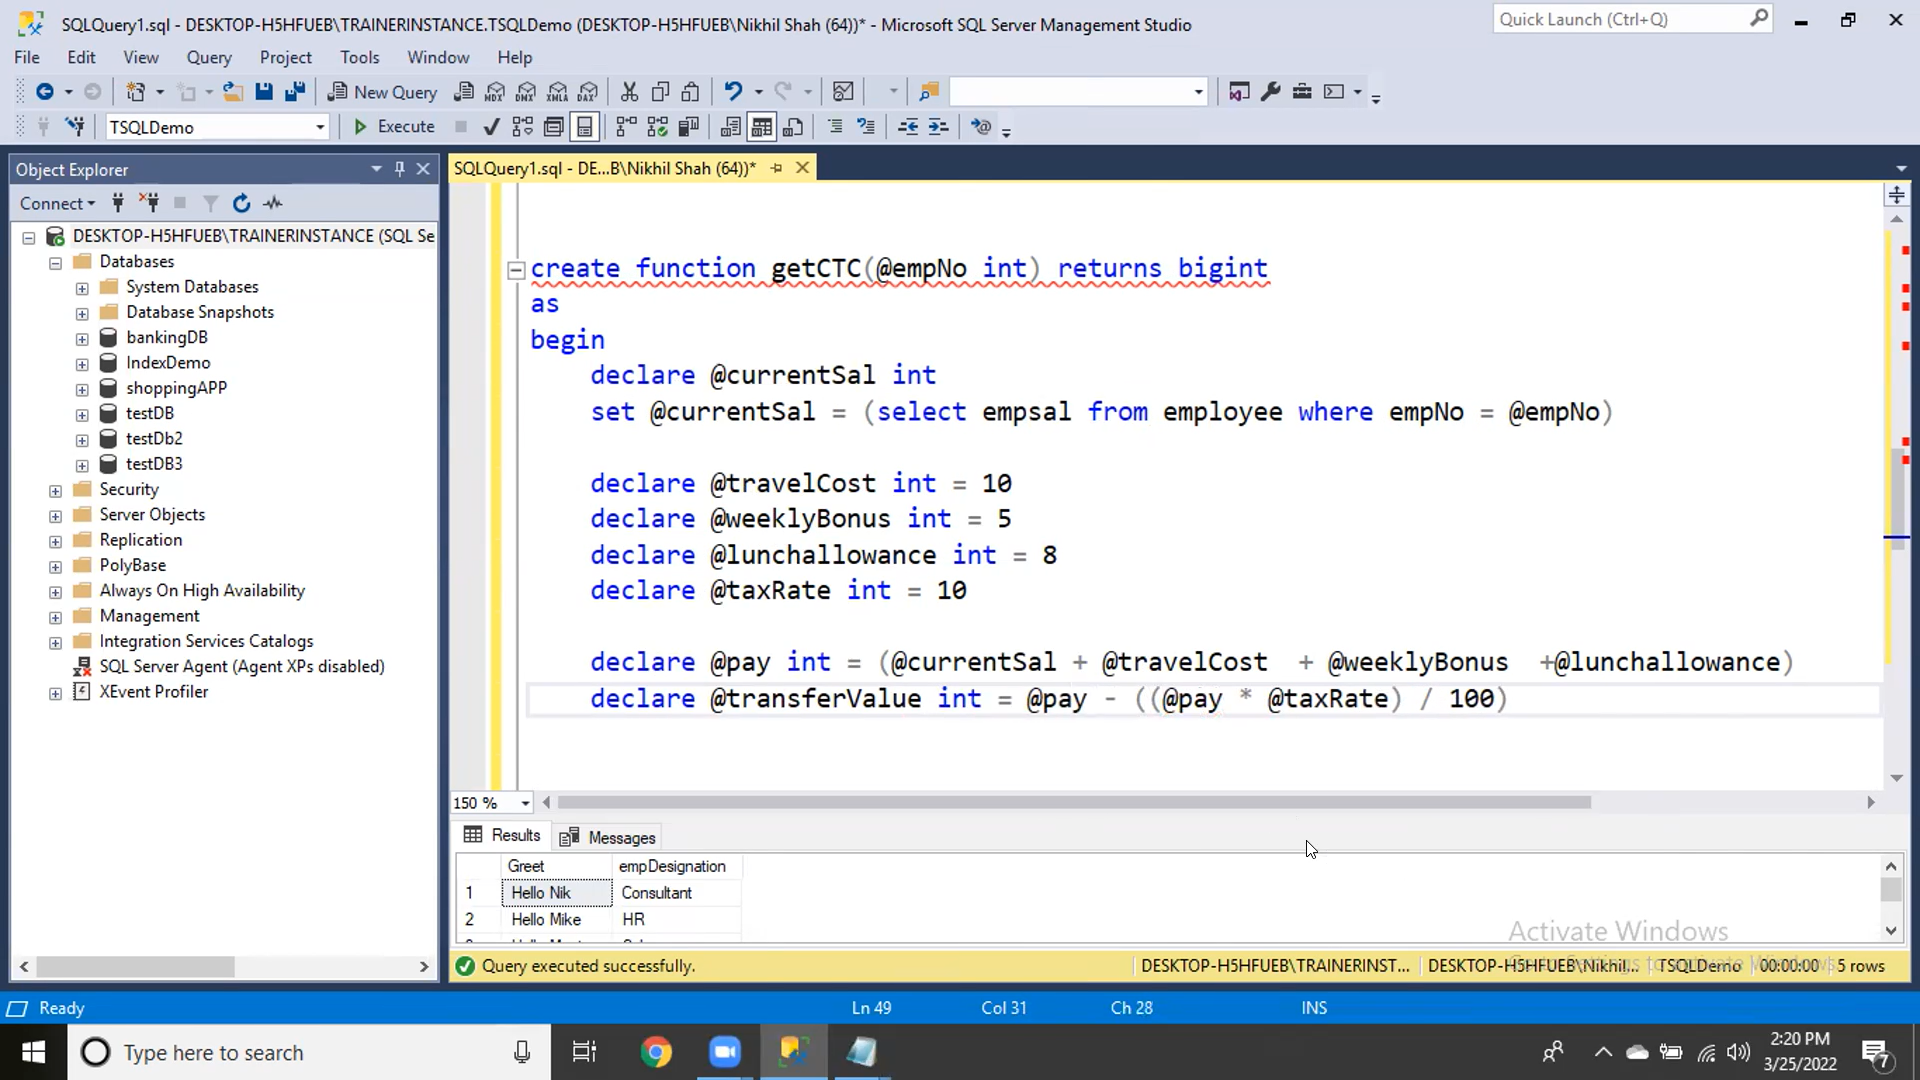 SQLQuery1.sql - DESKTOP-H5HFUEB\TRAINERINSTANCE.TSQLDemo (DESKTOP-H5HFUEB\Nikhil Shah (64))* - Microsoft SQL Server Management Studio
Quick Launch (Ctrl+Q)
File Edit View Query Project Tools Window Help
New Query
MDX DMX XMLA DAX
TSQLDemo
Execute
Object Explorer
SQLQuery1.sql - DE...B\Nikhil Shah (64))*
Connect
DESKTOP-H5HFUEB\TRAINERINSTANCE (SQL Se
Databases
System Databases
Database Snapshots
bankingDB
IndexDemo
shoppingAPP
testDB
testDb2
testDB3
Security
Server Objects
Replication
PolyBase
Always On High Availability
Management
Integration Services Catalogs
SQL Server Agent (Agent XPs disabled)
XEvent Profiler
create function getCTC(@empNo int) returns bigint
as
begin
declare @currentSal int
set @currentSal = (select empsal from employee where empNo = @empNo)
declare @travelCost int = 10
declare @weeklyBonus int = 5
declare @lunchallowance int = 8
declare @taxRate int = 10
declare @pay int = (@currentSal + @travelCost + @weeklyBonus +@lunchallowance)
declare @transferValue int = @pay - ((@pay * @taxRate) / 100)
150 %
Results Messages
Greet empDesignation
1 Hello Nik Consultant
2 Hello Mike HR
Activate Windows
Query executed successfully.
DESKTOP-H5HFUEB\TRAINERINST... DESKTOP-H5HFUEB\Nikhil... TSQLDemo 00:00:00 5 rows
Ready
Ln 49 Col 31 Ch 28 INS
Type here to search
2:20 PM
3/25/2022
7